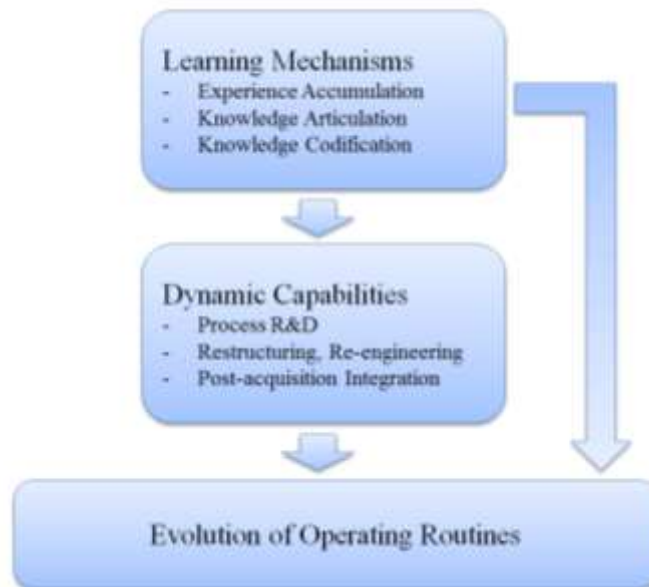 Learning Mechanisms
- Experience Accumulation
- Knowledge Articulation
- Knowledge Codification
Dynamic Capabilities
- Process R&D
- Restructuring, Re-engineering
- Post-acquisition Integration
Evolution of Operating Routines